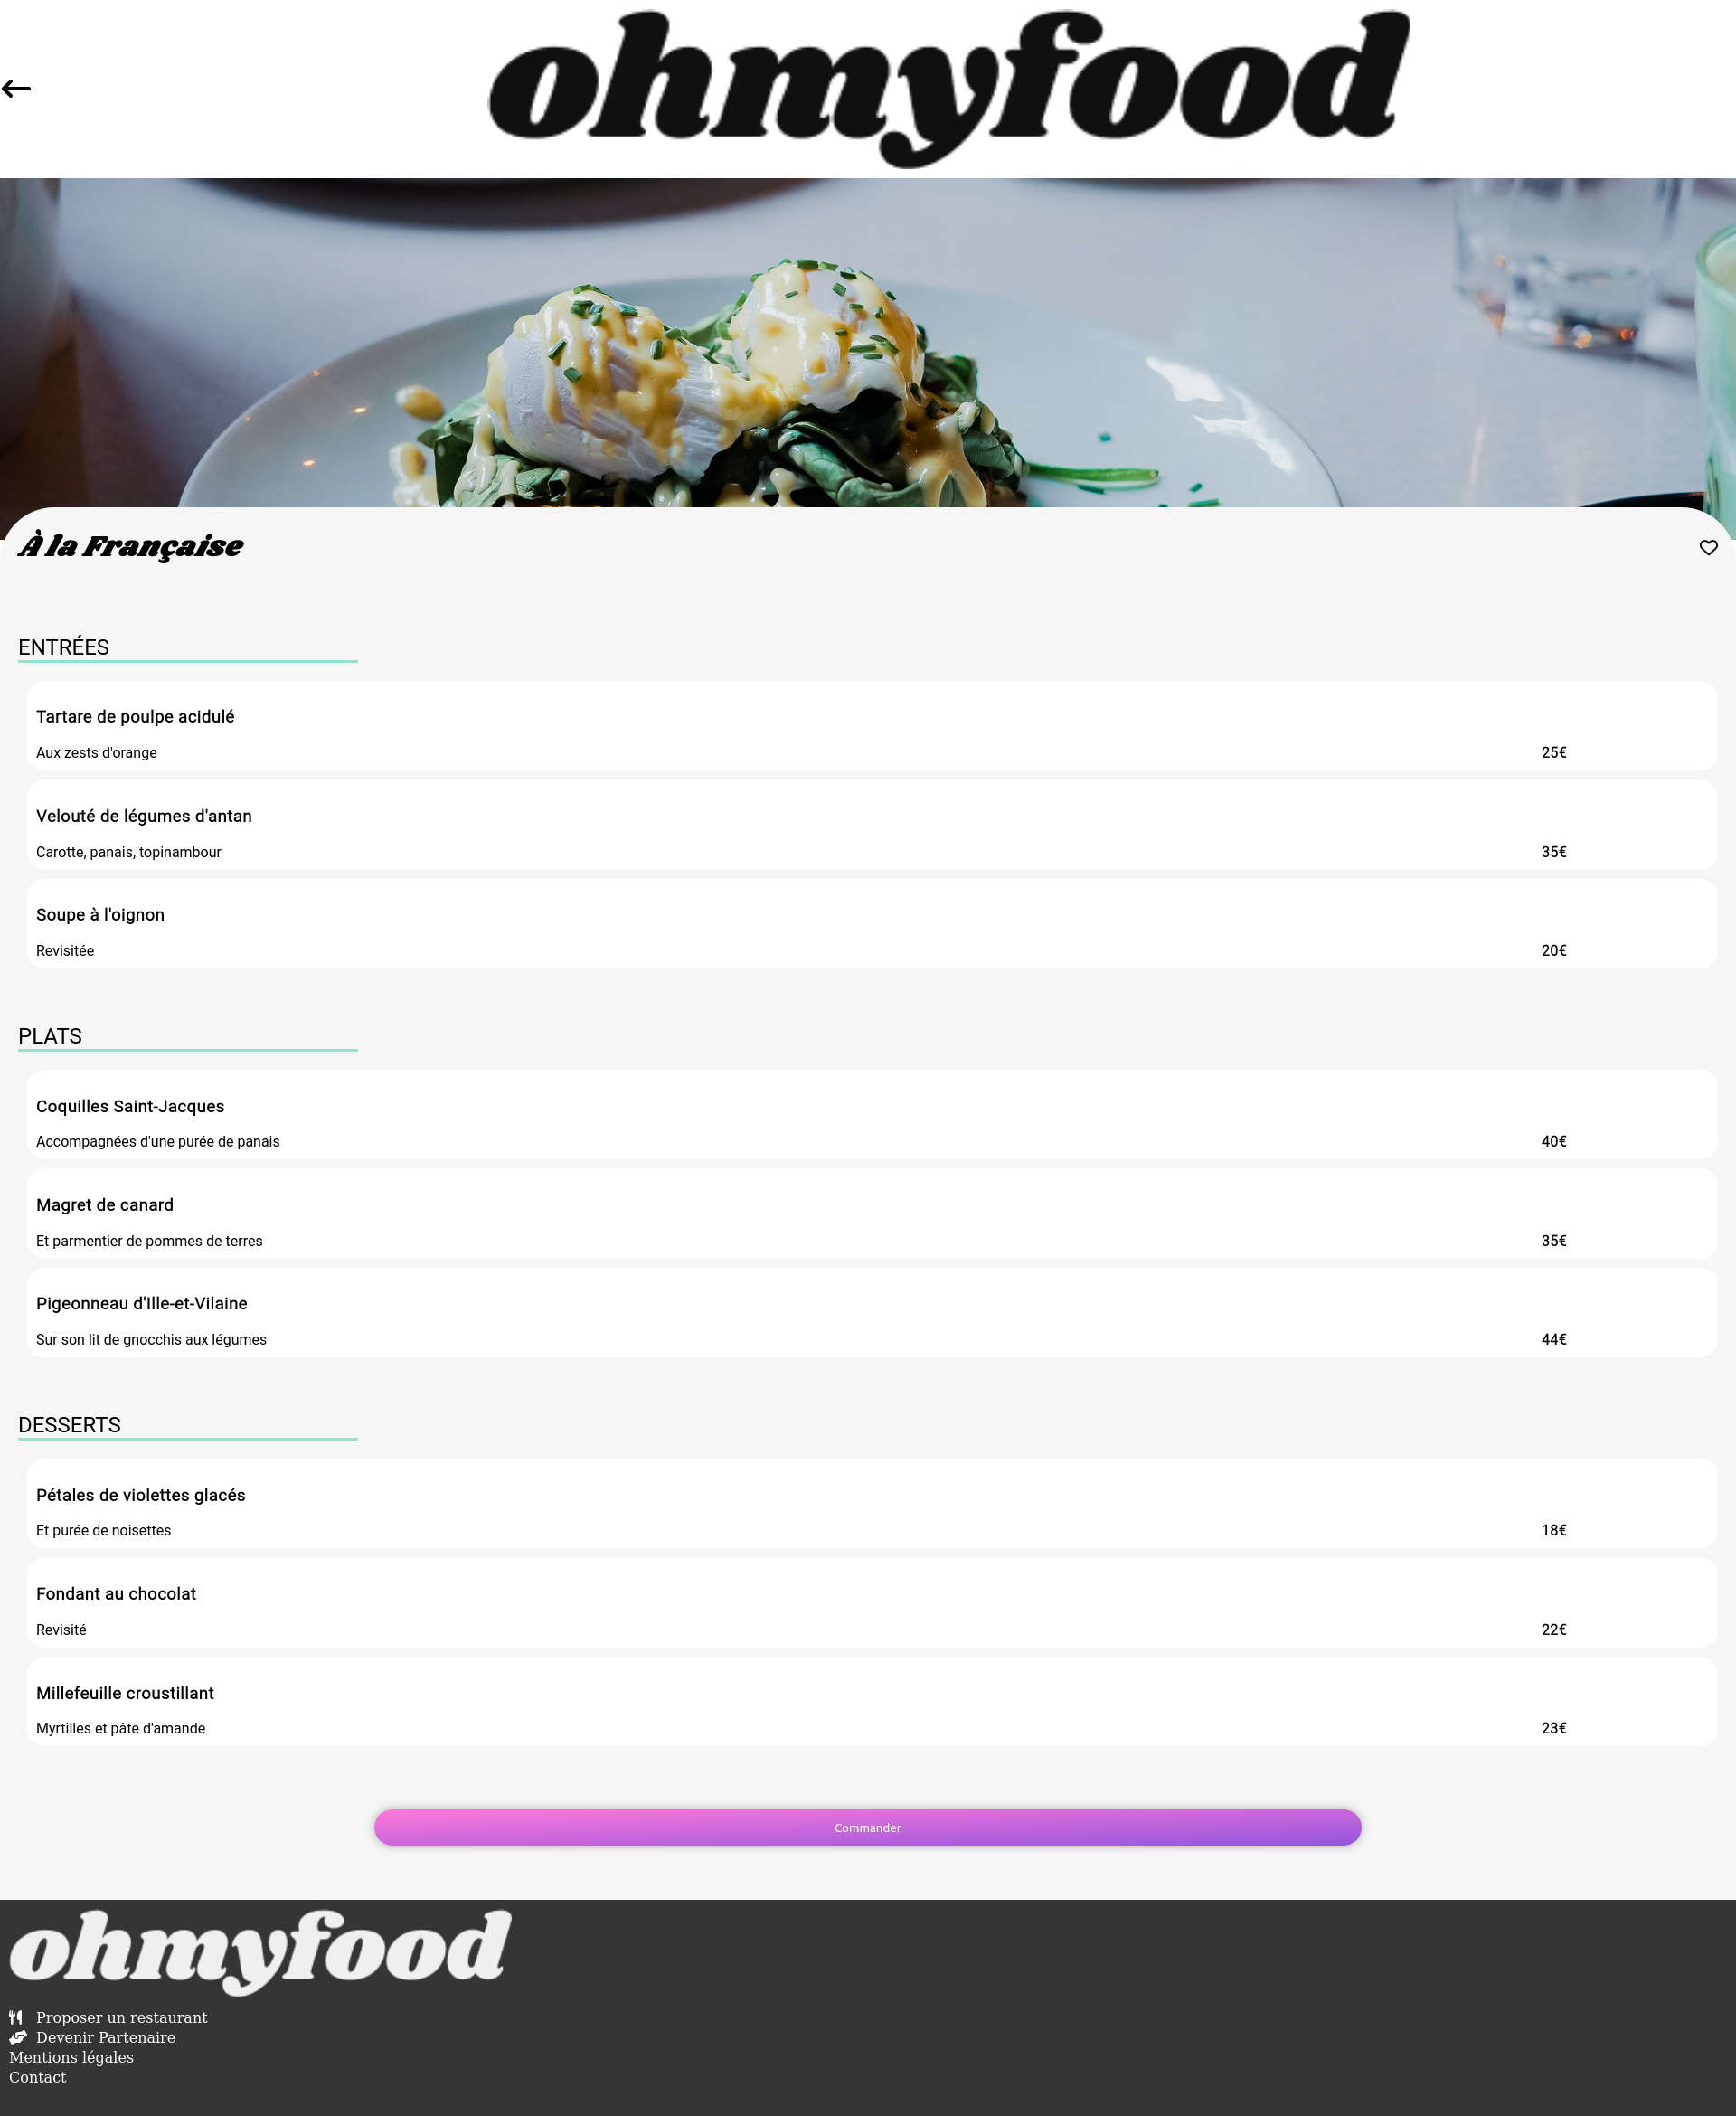 ohmyfood
À la Française
ENTRÉES
Tartare de poulpe acidulé
Aux zests d'orange 25€
Velouté de légumes d'antan
Carotte, panais, topinambour 35€
Soupe à l'oignon
Revisitée 20€
PLATS
Coquilles Saint-Jacques
Accompagnées d'une purée de panais 40€
Magret de canard
Et parmentier de pommes de terres 35€
Pigeonneau d'Ille-et-Vilaine
Sur son lit de gnocchis aux légumes 44€
DESSERTS
Pétales de violettes glacés
Et purée de noisettes 18€
Fondant au chocolat
Revisité 22€
Millefeuille croustillant
Myrtilles et pâte d'amande 23€
Commander
ohmyfood
Proposer un restaurant
Devenir Partenaire
Mentions légales
Contact